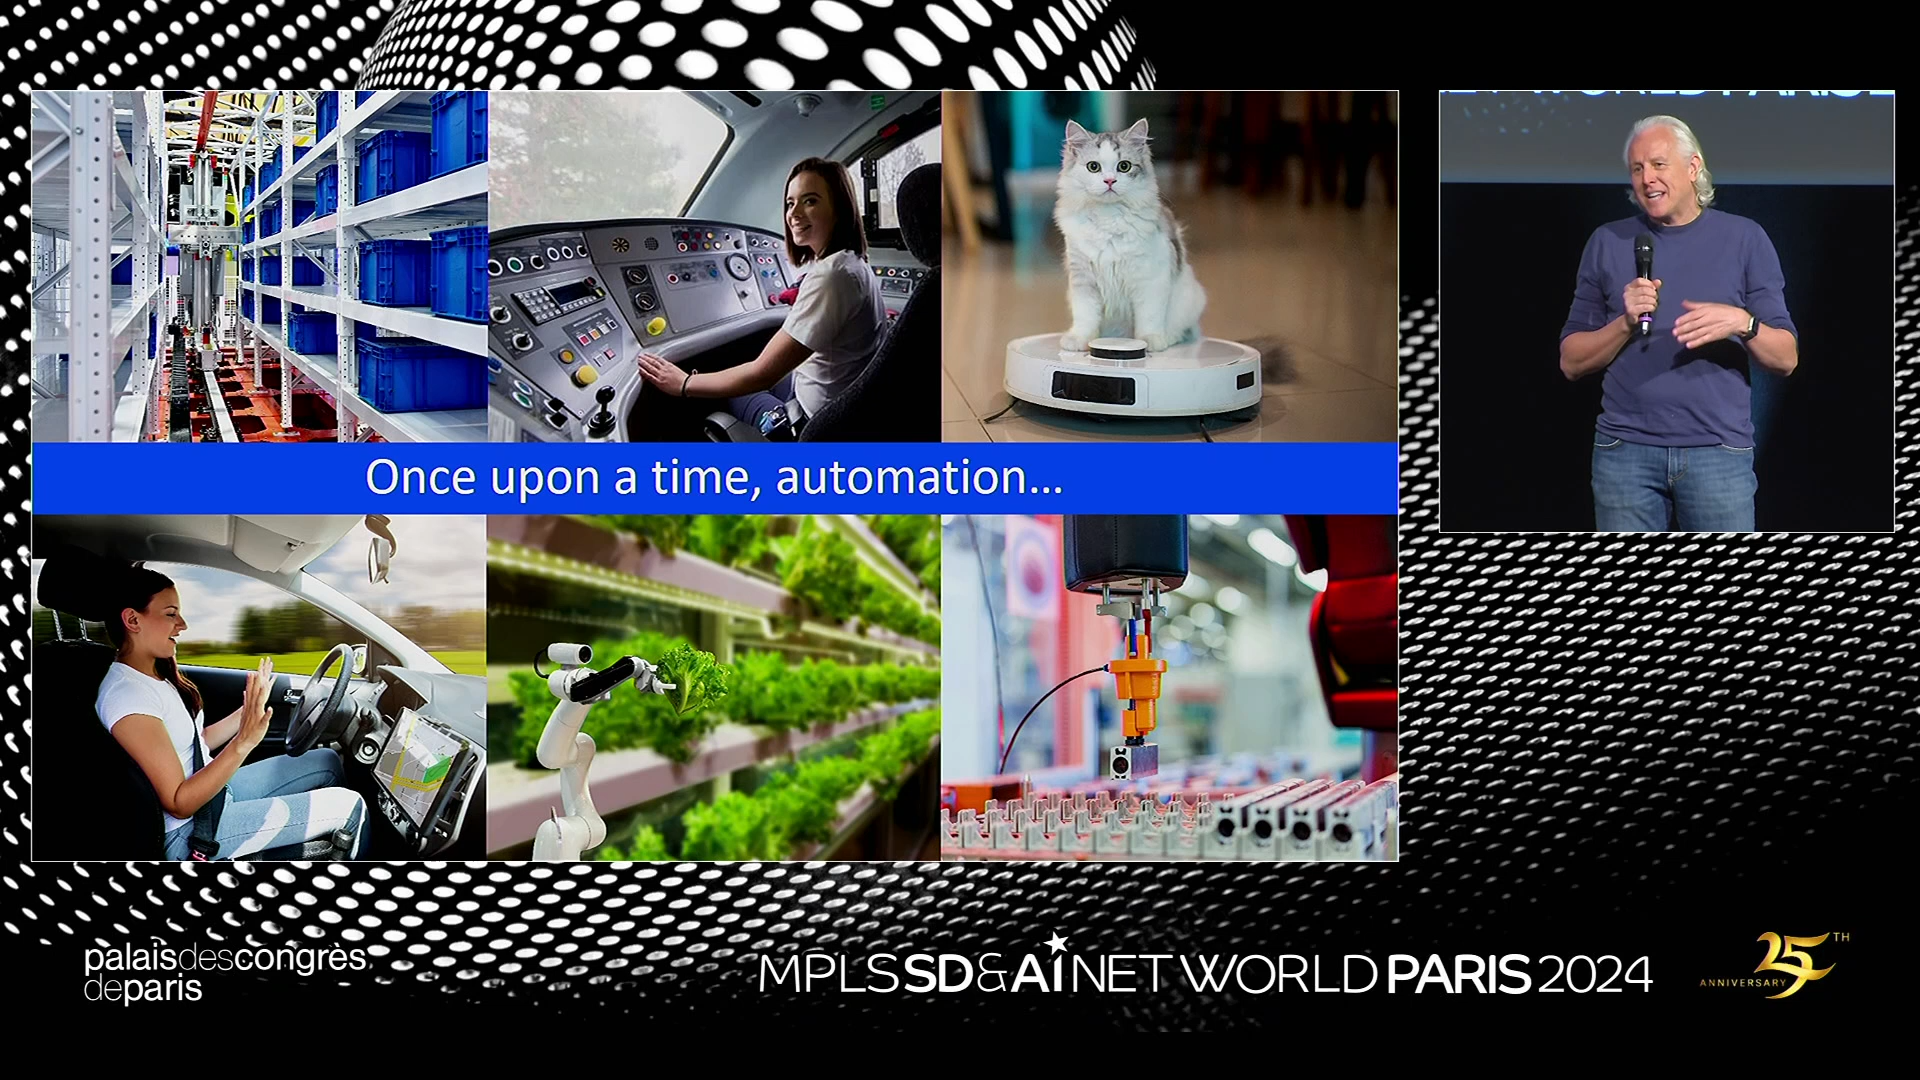 Once upon a time, automation...
palaisdescongrès
deparis
MPLS SD & AI NET WORLD PARIS 2024
25TH
ANNIVERSARY